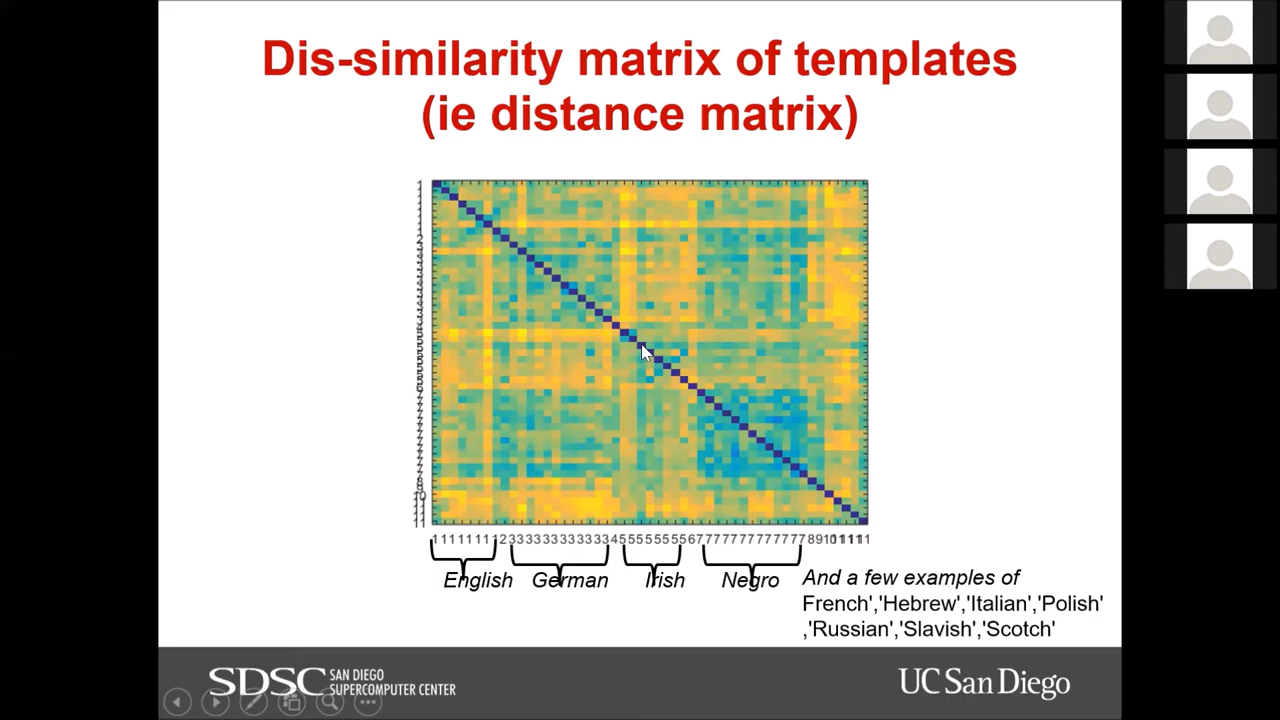 Dis-similarity matrix of templates
(ie distance matrix)
English German Irish Negro
And a few examples of
French','Hebrew','Italian','Polish'
,'Russian','Slavish','Scotch'
SDSC SAN DIEGO
SUPERCOMPUTER CENTER
UC San Diego